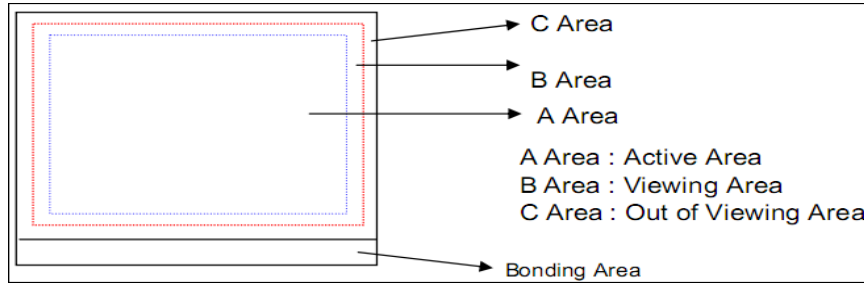 C Area
B Area
A Area
A Area : Active Area
B Area : Viewing Area
C Area : Out of Viewing Area
Bonding Area